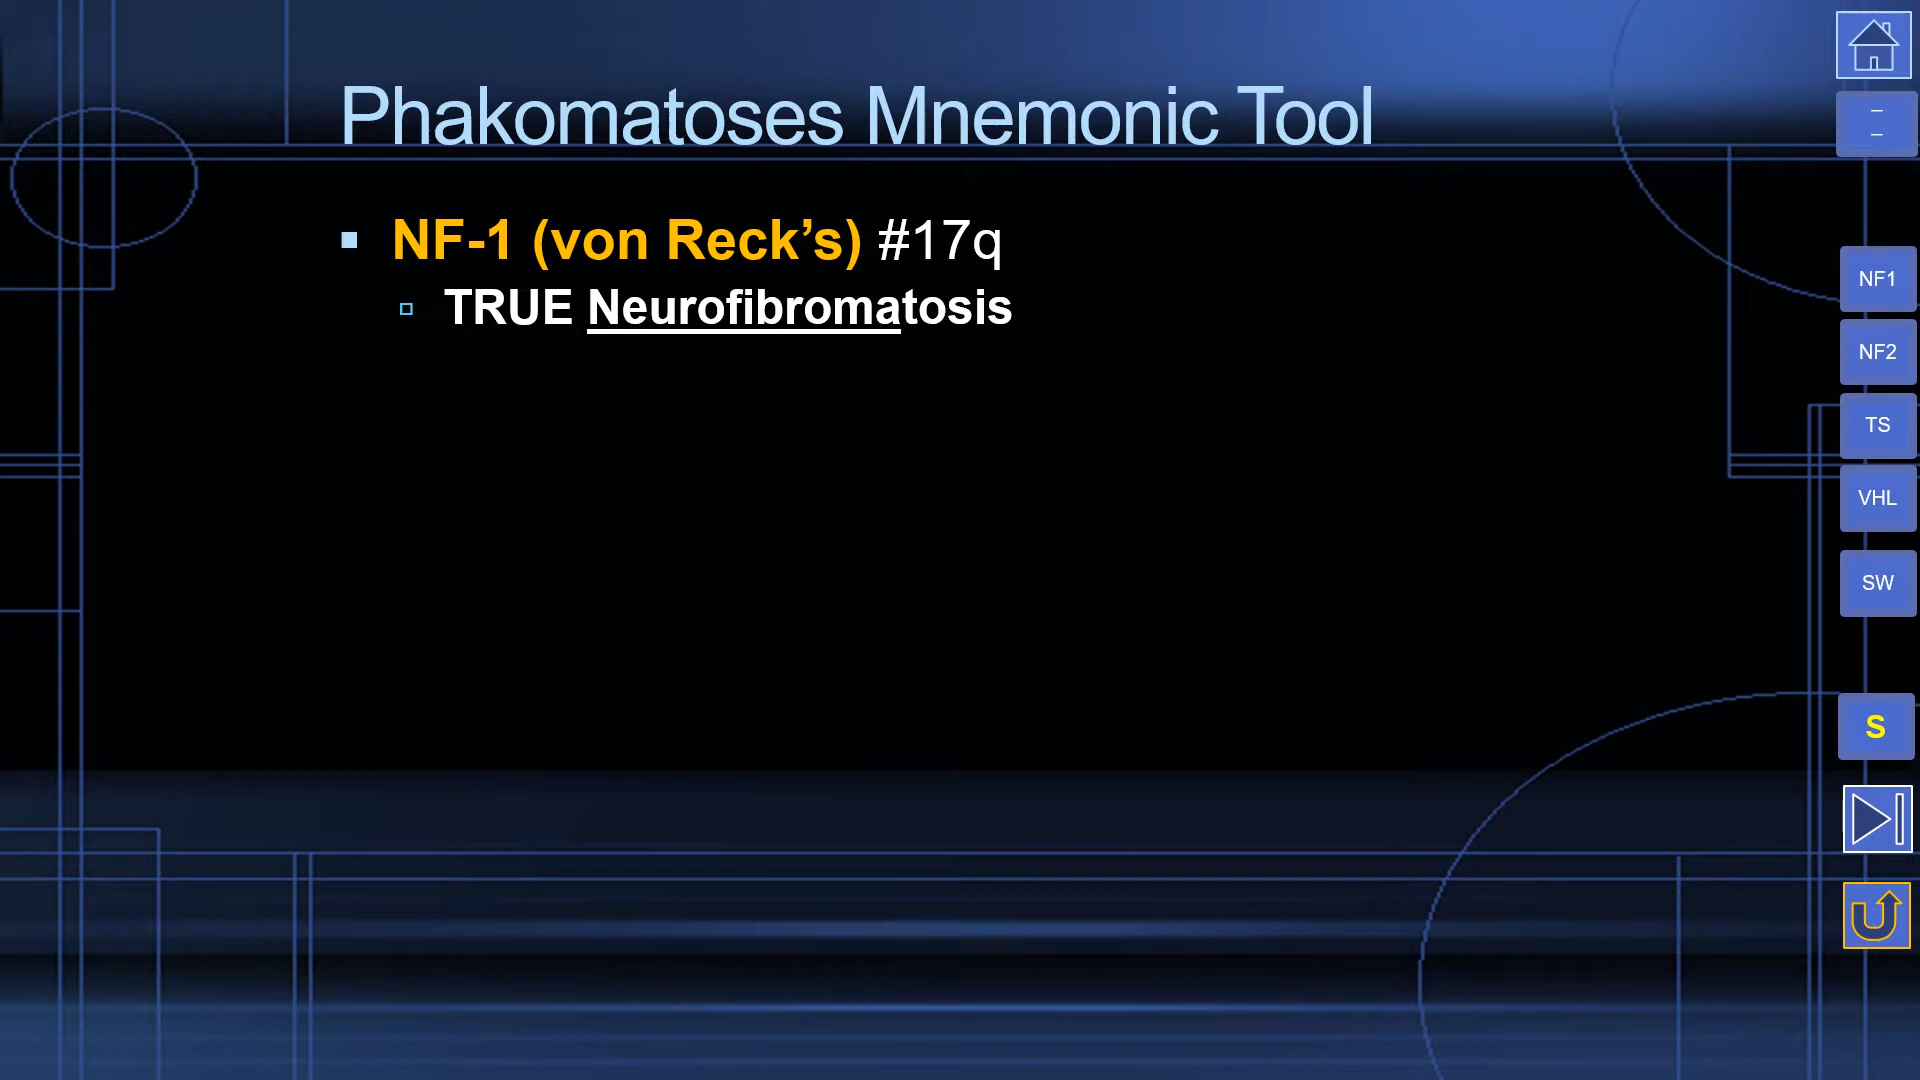 Phakomatoses Mnemonic Tool
NF-1 (von Reck’s) #17q
TRUE Neurofibromatosis
NF1
NF2
TS
VHL
SW
S